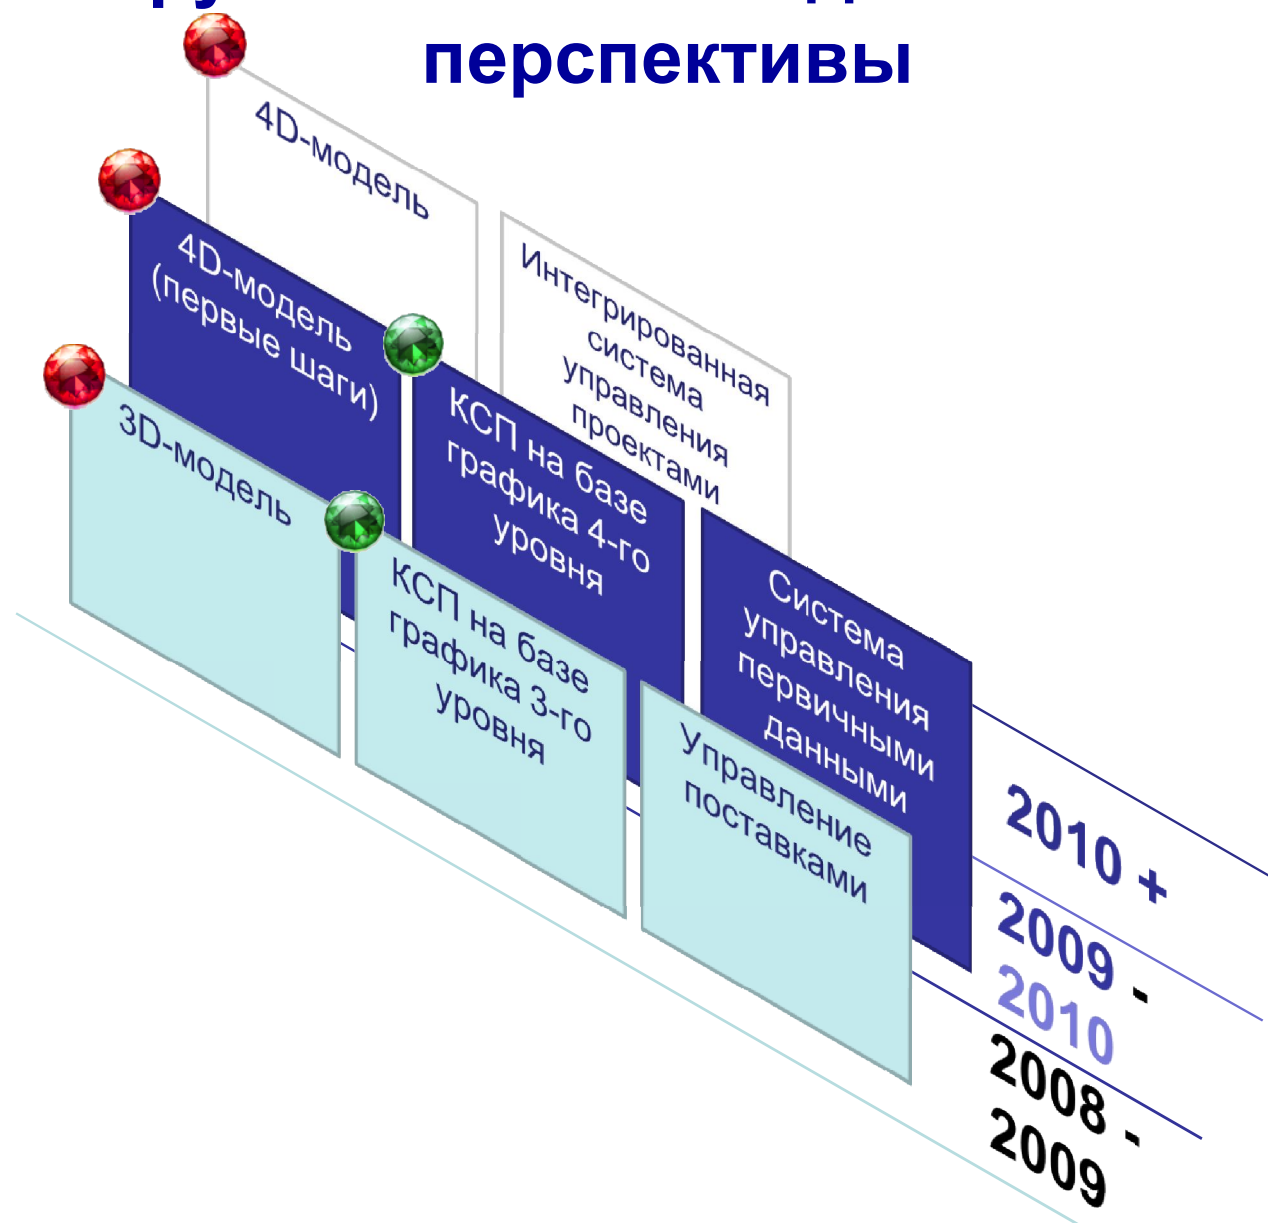 перспективы
4D-модель
Интегрированная
система
управления
проектами
4D-модель
(первые шаги)
КСП на базе
графика 4-го
уровня
Система
управления
первичными
данными
3D-модель
КСП на базе
графика 3-го
уровня
Управление
поставками
2010 +
2009 -
2010
2008 -
2009